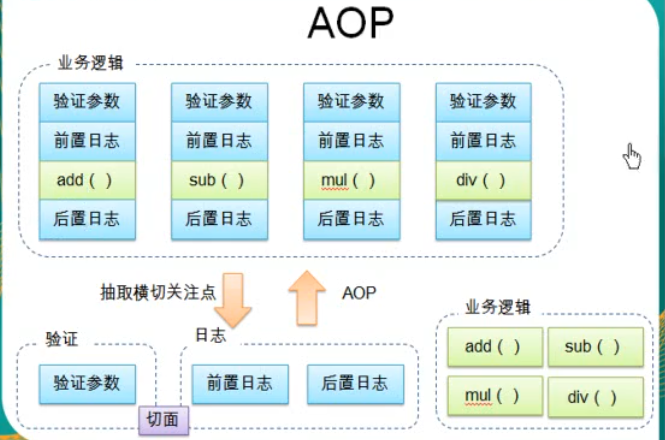 AOP
业务逻辑
验证参数 验证参数 验证参数 验证参数
前置日志 前置日志 前置日志 前置日志
add ( ) sub ( ) mul ( ) div ( )
后置日志 后置日志 后置日志 后置日志
抽取横切关注点 AOP
验证 日志 业务逻辑
验证参数 前置日志 后置日志
add ( ) sub ( )
mul ( ) div ( )
切面